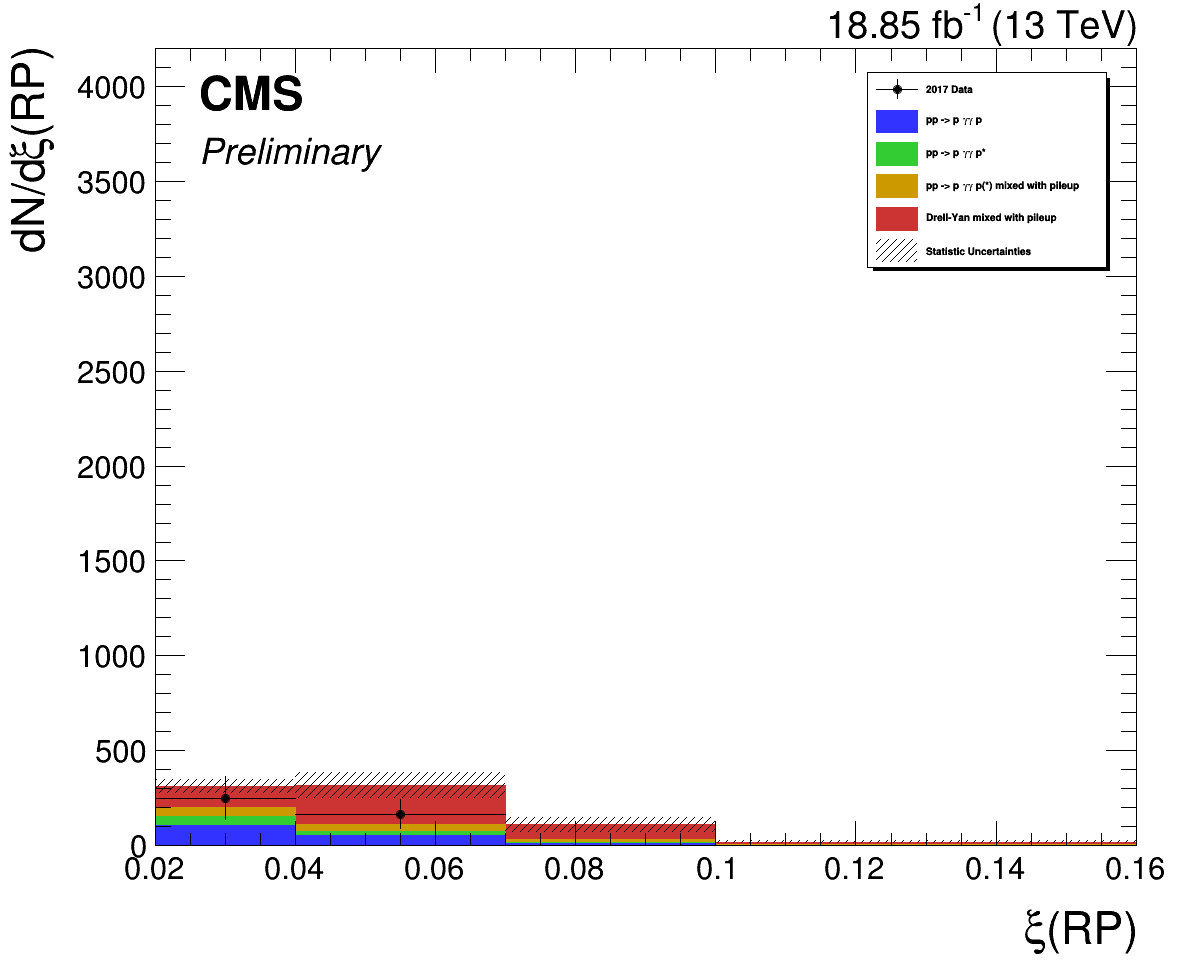 18.85 fb⁻¹ (13 TeV)
dN/dξ(RP)
CMS
Preliminary
2017 Data
pp -> p γγ p
pp -> p γγ p*
pp -> p γγ p(*) mixed with pileup
Drell-Yan mixed with pileup
Statistic Uncertainties
4000
3500
3000
2500
2000
1500
1000
500
0
0.02 0.04 0.06 0.08 0.1 0.12 0.14 0.16
ξ(RP)